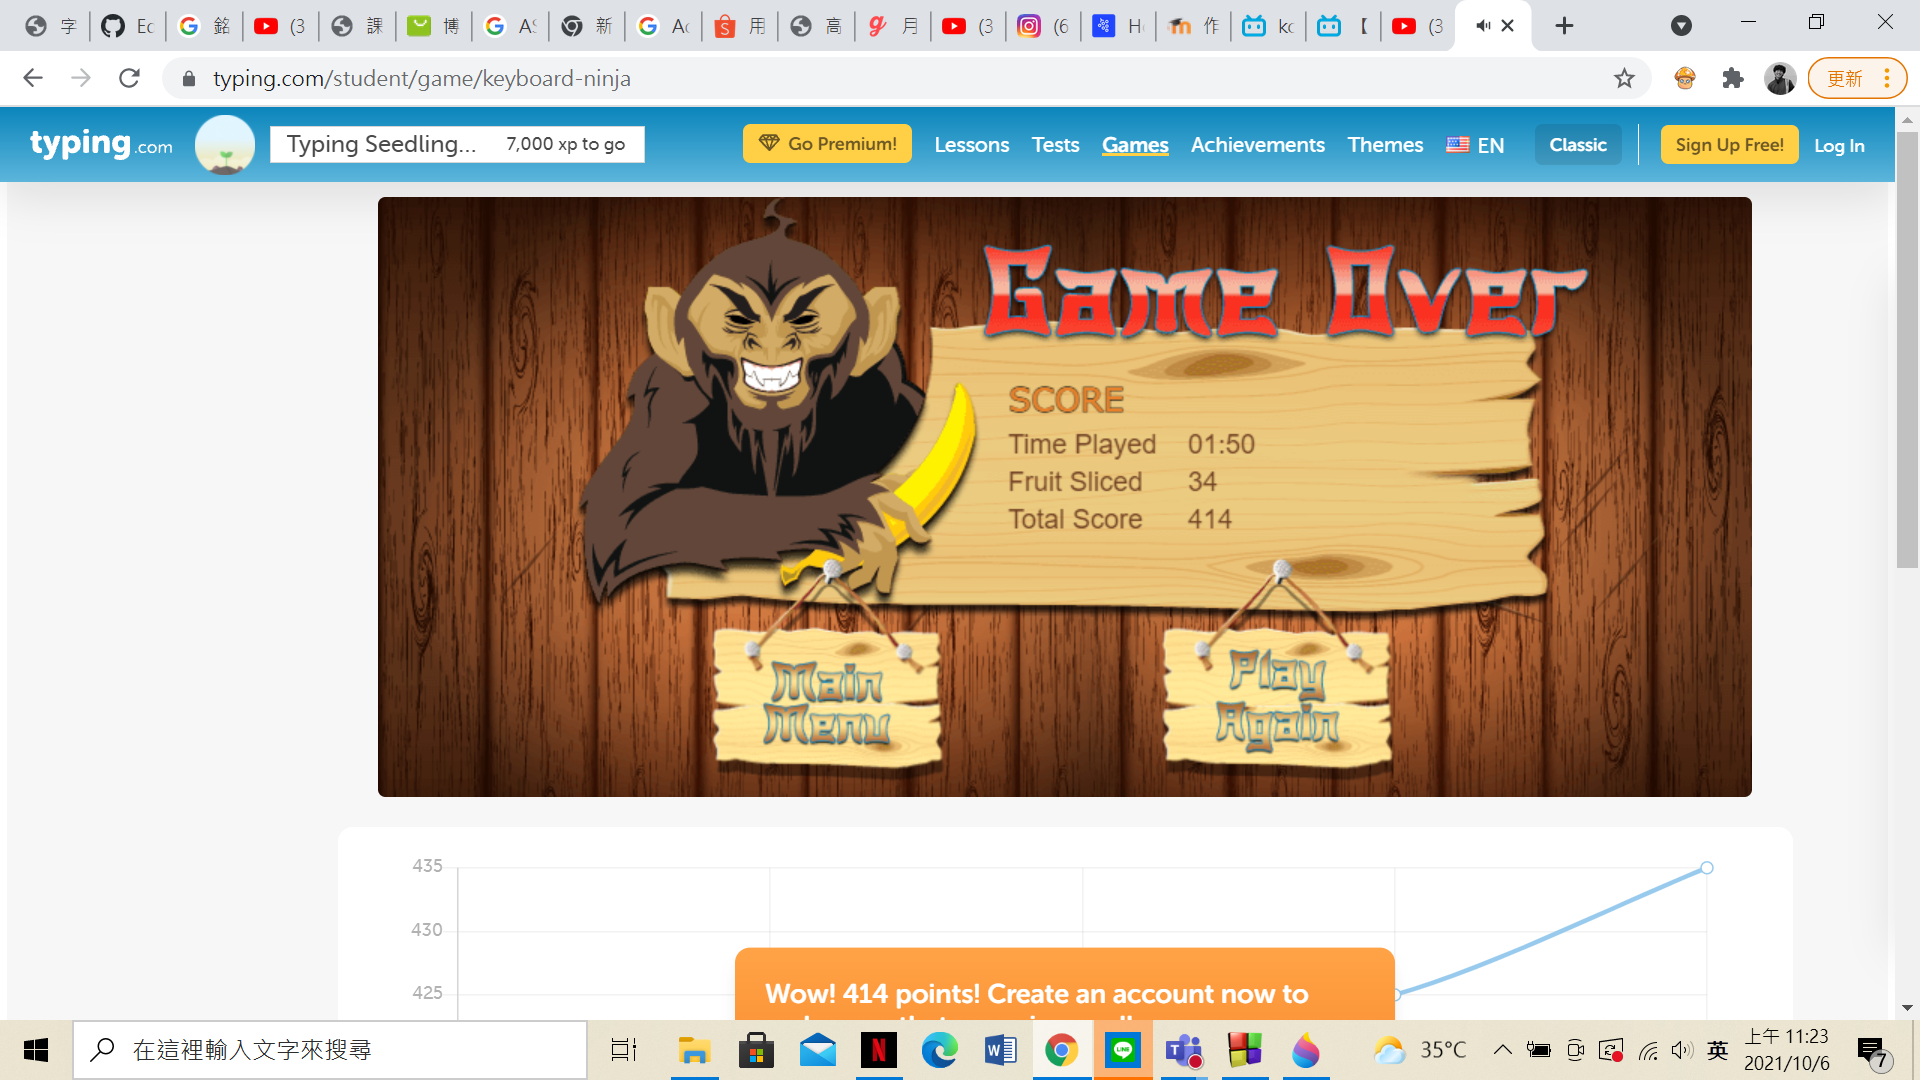 字
Ec
銘
(3
課
博
AS
新
Ac
用
高
月
(3
(6
H
作
kc
【
(3
typing.com/student/game/keyboard-ninja
更新
typing.com
Typing Seedling... 7,000 xp to go
Go Premium!
Lessons
Tests
Games
Achievements
Themes
EN
Classic
Sign Up Free!
Log In
Game Over
SCORE
Time Played 01:50
Fruit Sliced 34
Total Score 414
Main
Menu
Play
Again
435
430
425
Wow! 414 points! Create an account now to
在這裡輸入文字來搜尋
N
W
LINE
T
35°C
英
上午 11:23
2021/10/6
7